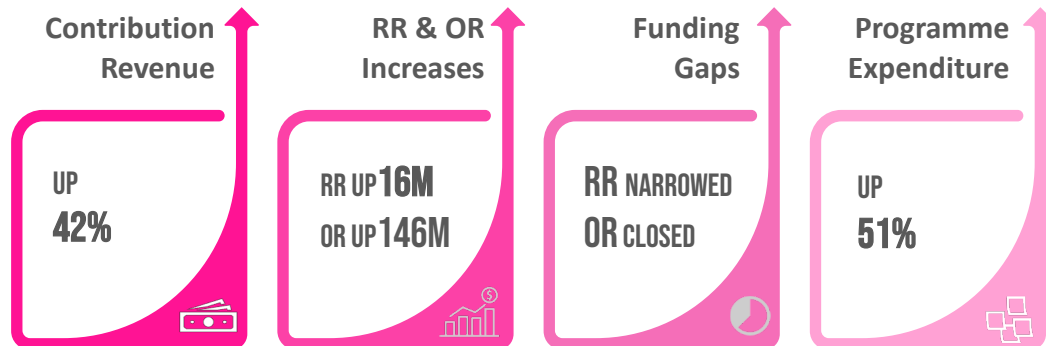 Contribution
Revenue
UP
42%
RR & OR
Increases
RR UP 16M
OR UP 146M
$
Funding
Gaps
RR NARROWED
OR CLOSED
Programme
Expenditure
UP
51%